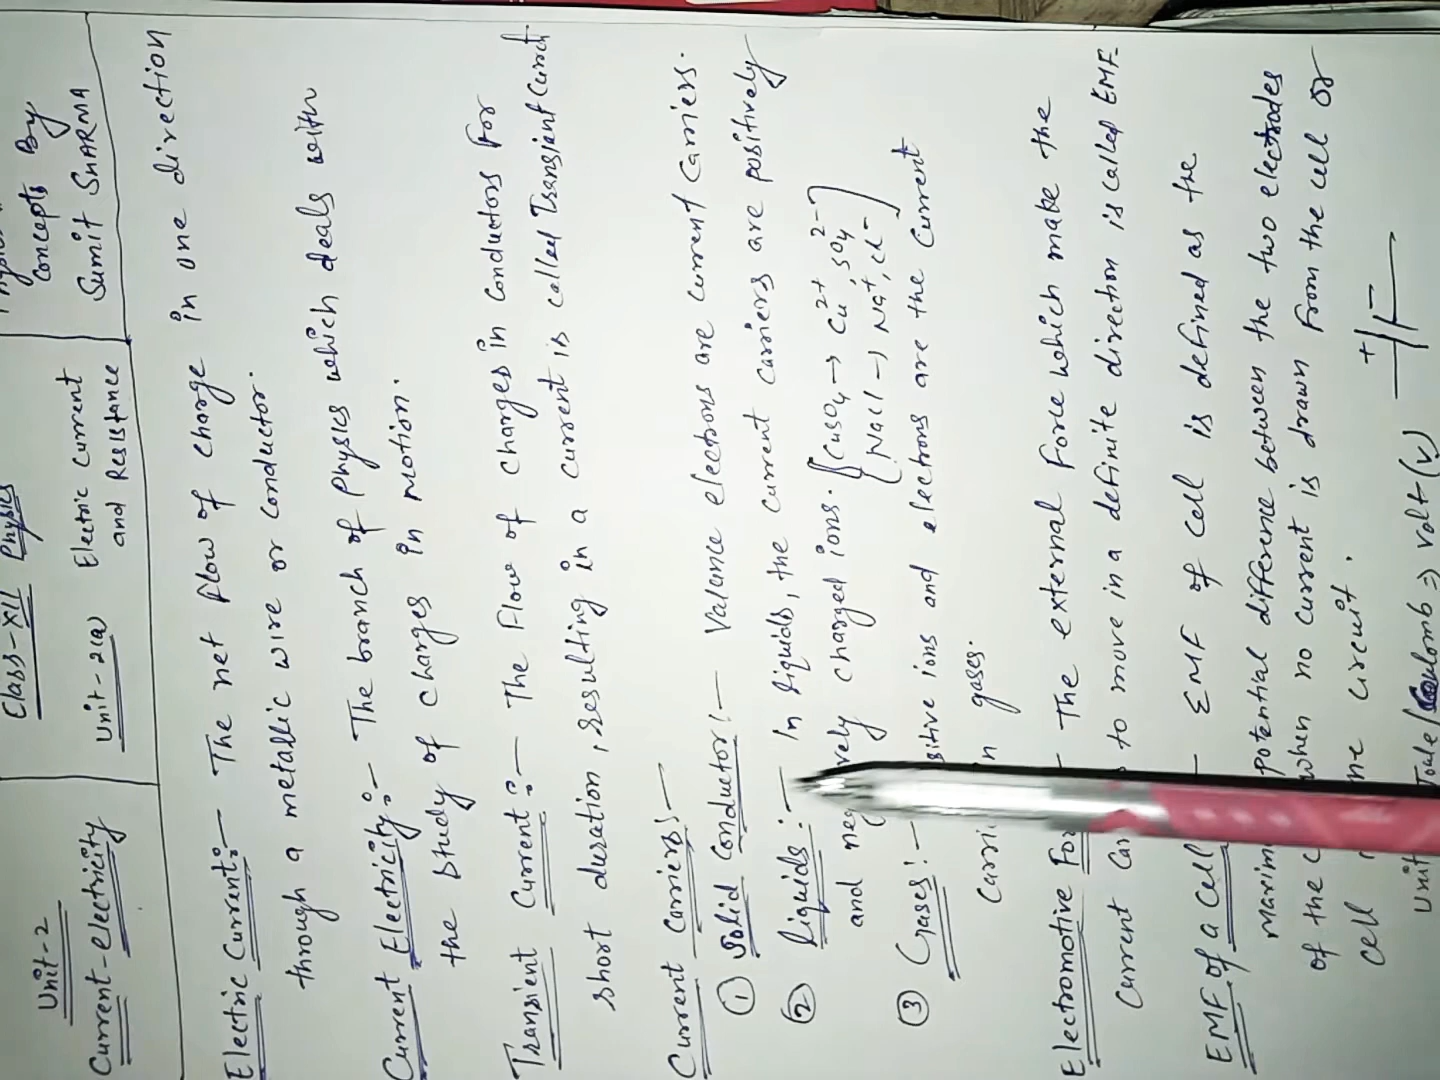 Unit-2
Current-electricity
Class-XII Physics
Unit-2(a) Electric Current
and Resistance
Concepts By
Sumit SHARMA
Electric Current:- The net flow of charge in one direction
through a metallic wire or conductor.
Current Electricity:- The branch of Physics which deals with
the study of charges in motion.
Transient Current:- The Flow of charges in conductors for
short duration, resulting in a current is called Transient Current.
Current Carriers:-
① Solid Conductor:- Valance electrons are current carriers.
② Liquids:- In liquids, the current carriers are positively
and charged ions. [CuSO4 → Cu2+, SO4 2-
NaCl → Na+, Cl-]
③ Gases:- ions and electrons are the current
gases.
Electromotive The external Force which make the
Current to move in a definite direction is called EMF
EMF of a Cell - EMF of Cell is defined as the
potential difference between the two electrodes
of the when no current is drawn from the cell or
cell circuit.
+ -
Unit Joule/Coulomb => volt(V)